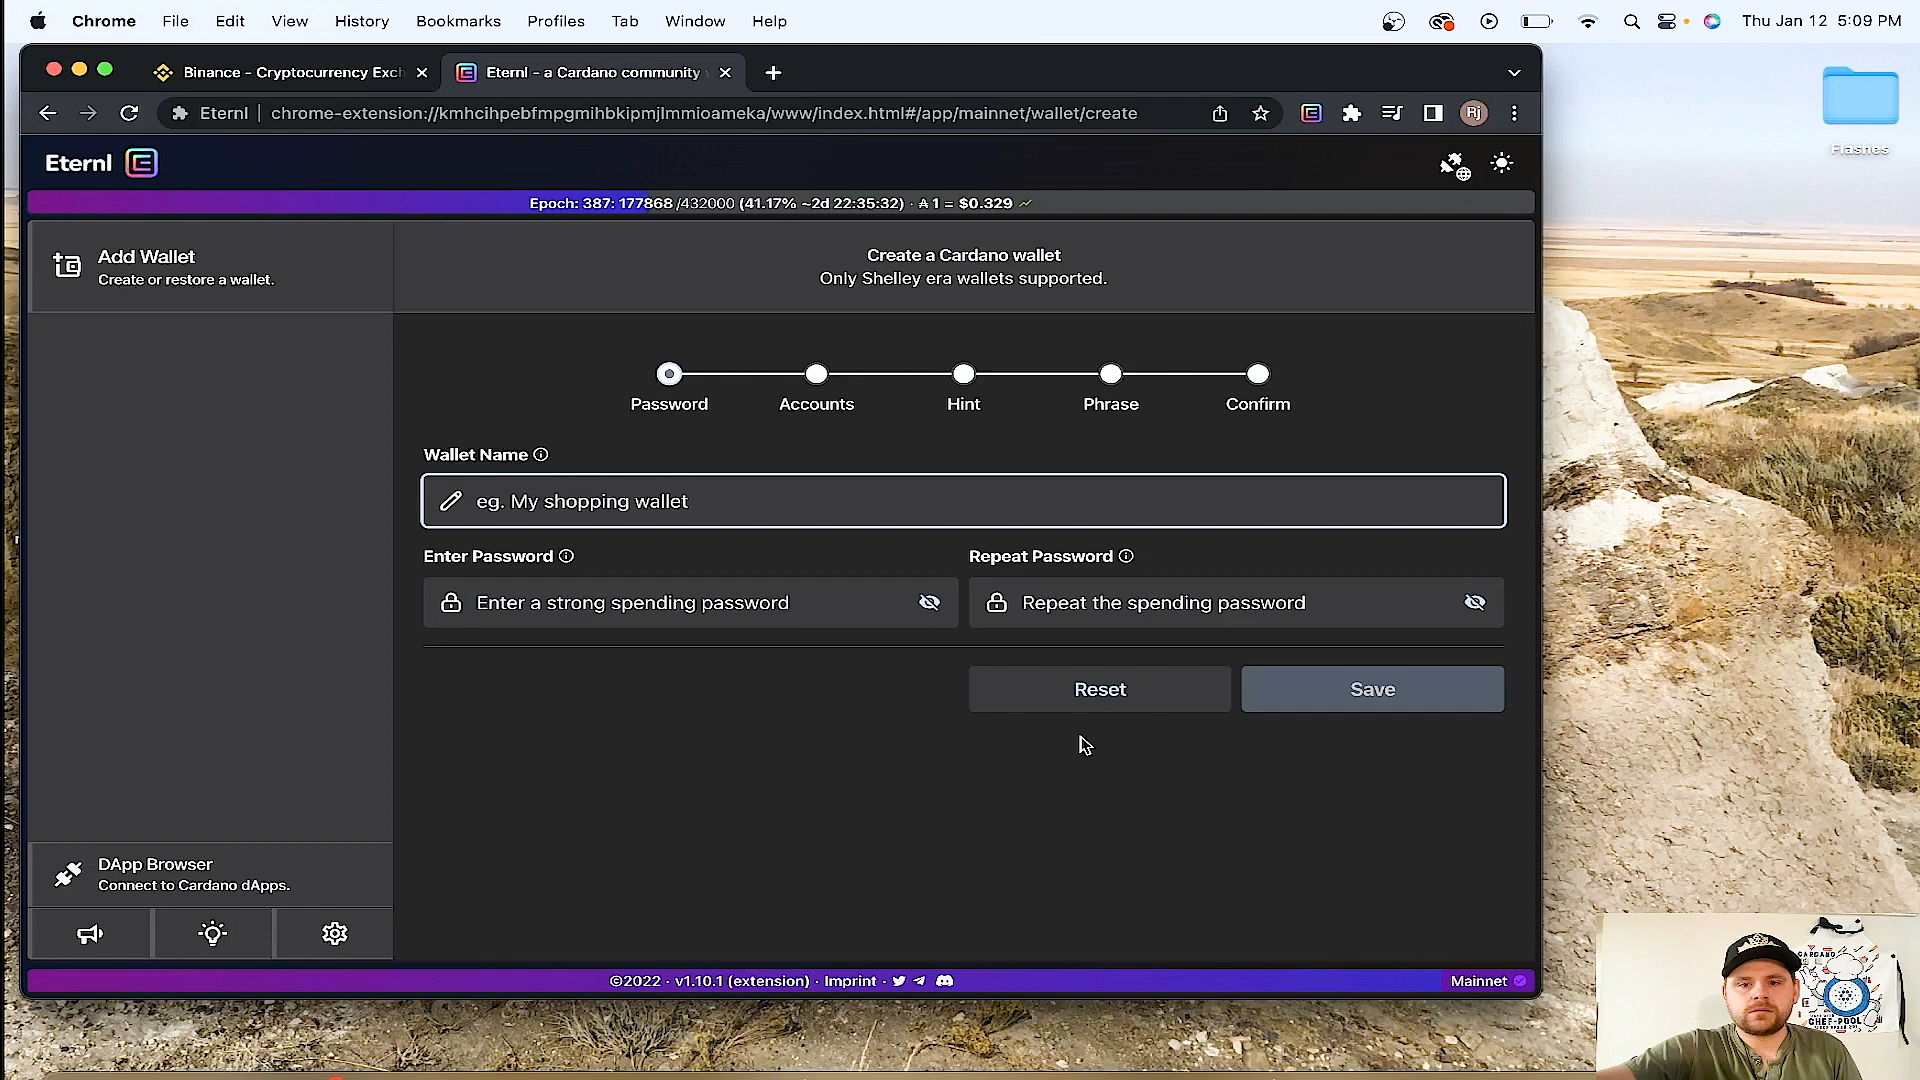 Chrome File Edit View History Bookmarks Profiles Tab Window Help
Thu Jan 12 5:09 PM
Binance - Cryptocurrency Exch
Eternl - a Cardano community
Eternl chrome-extension://kmhcihpebfmpgmihbkipmjlmmioameka/www/index.html#/app/mainnet/wallet/create
Rj
Flashes
Eternl
Epoch: 387: 177868 /432000 (41.17% ~2d 22:35:32) · ₳ 1 = $0.329
Add Wallet
Create or restore a wallet.
Create a Cardano wallet
Only Shelley era wallets supported.
Password Accounts Hint Phrase Confirm
Wallet Name
eg. My shopping wallet
Enter Password
Repeat Password
Enter a strong spending password
Repeat the spending password
Reset
Save
DApp Browser
Connect to Cardano dApps.
©2022 · v1.10.1 (extension) · Imprint ·
Mainnet
CARDANO
CHEF-POOL